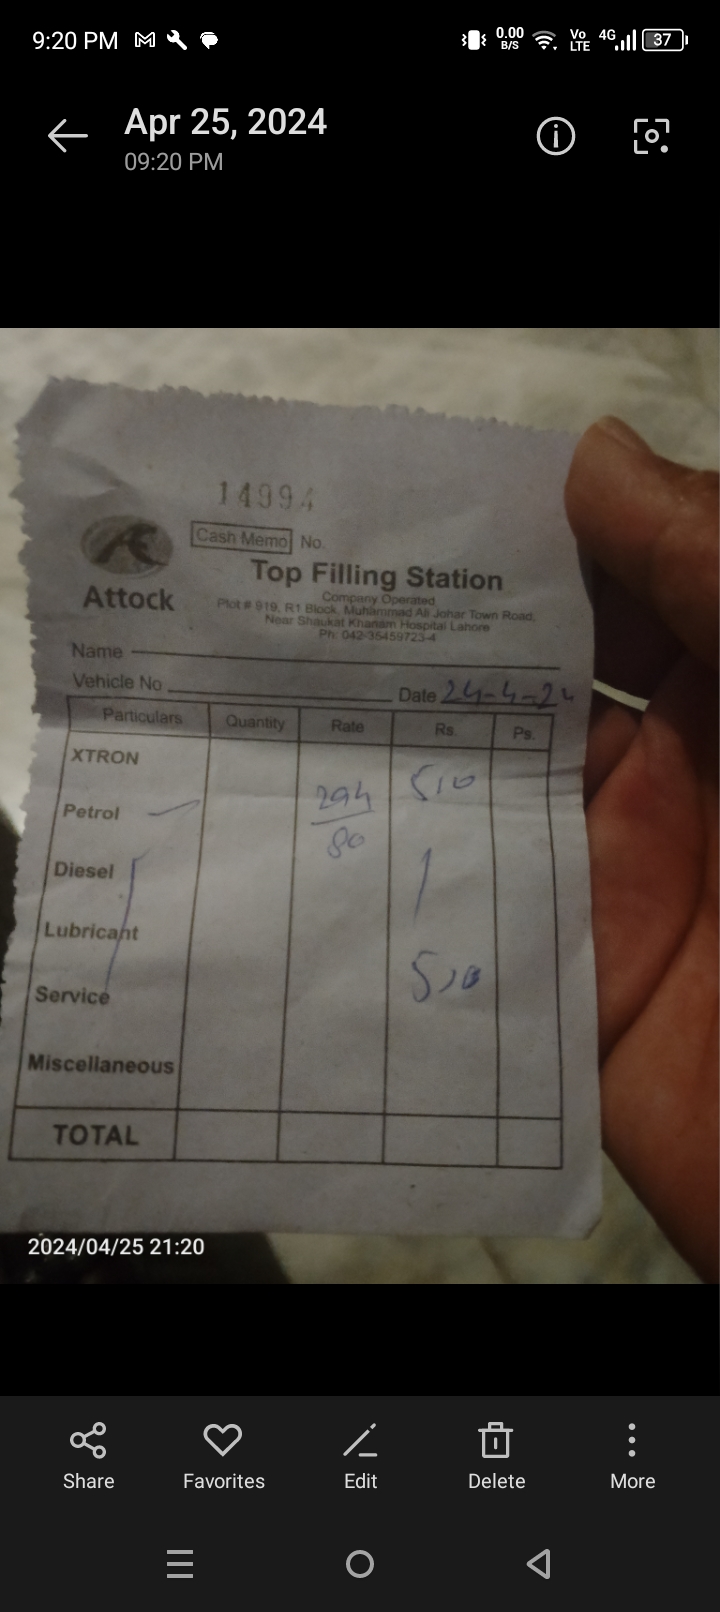 9:20 PM 0.00 B/S Vo LTE 4G 37
Apr 25, 2024
09:20 PM
14994
Cash Memo No.
Attock
Top Filling Station
Company Operated
Plot # 919, R1 Block, Muhammad Ali Johar Town Road,
Near Shaukat Khanam Hospital Lahore
Ph: 042-35459723-4
Name
Vehicle No Date 24-4-24
Particulars Quantity Rate Rs. Ps.
XTRON
Petrol 294/80 510
Diesel
Lubricant
Service 510
Miscellaneous
TOTAL
2024/04/25 21:20
Share Favorites Edit Delete More